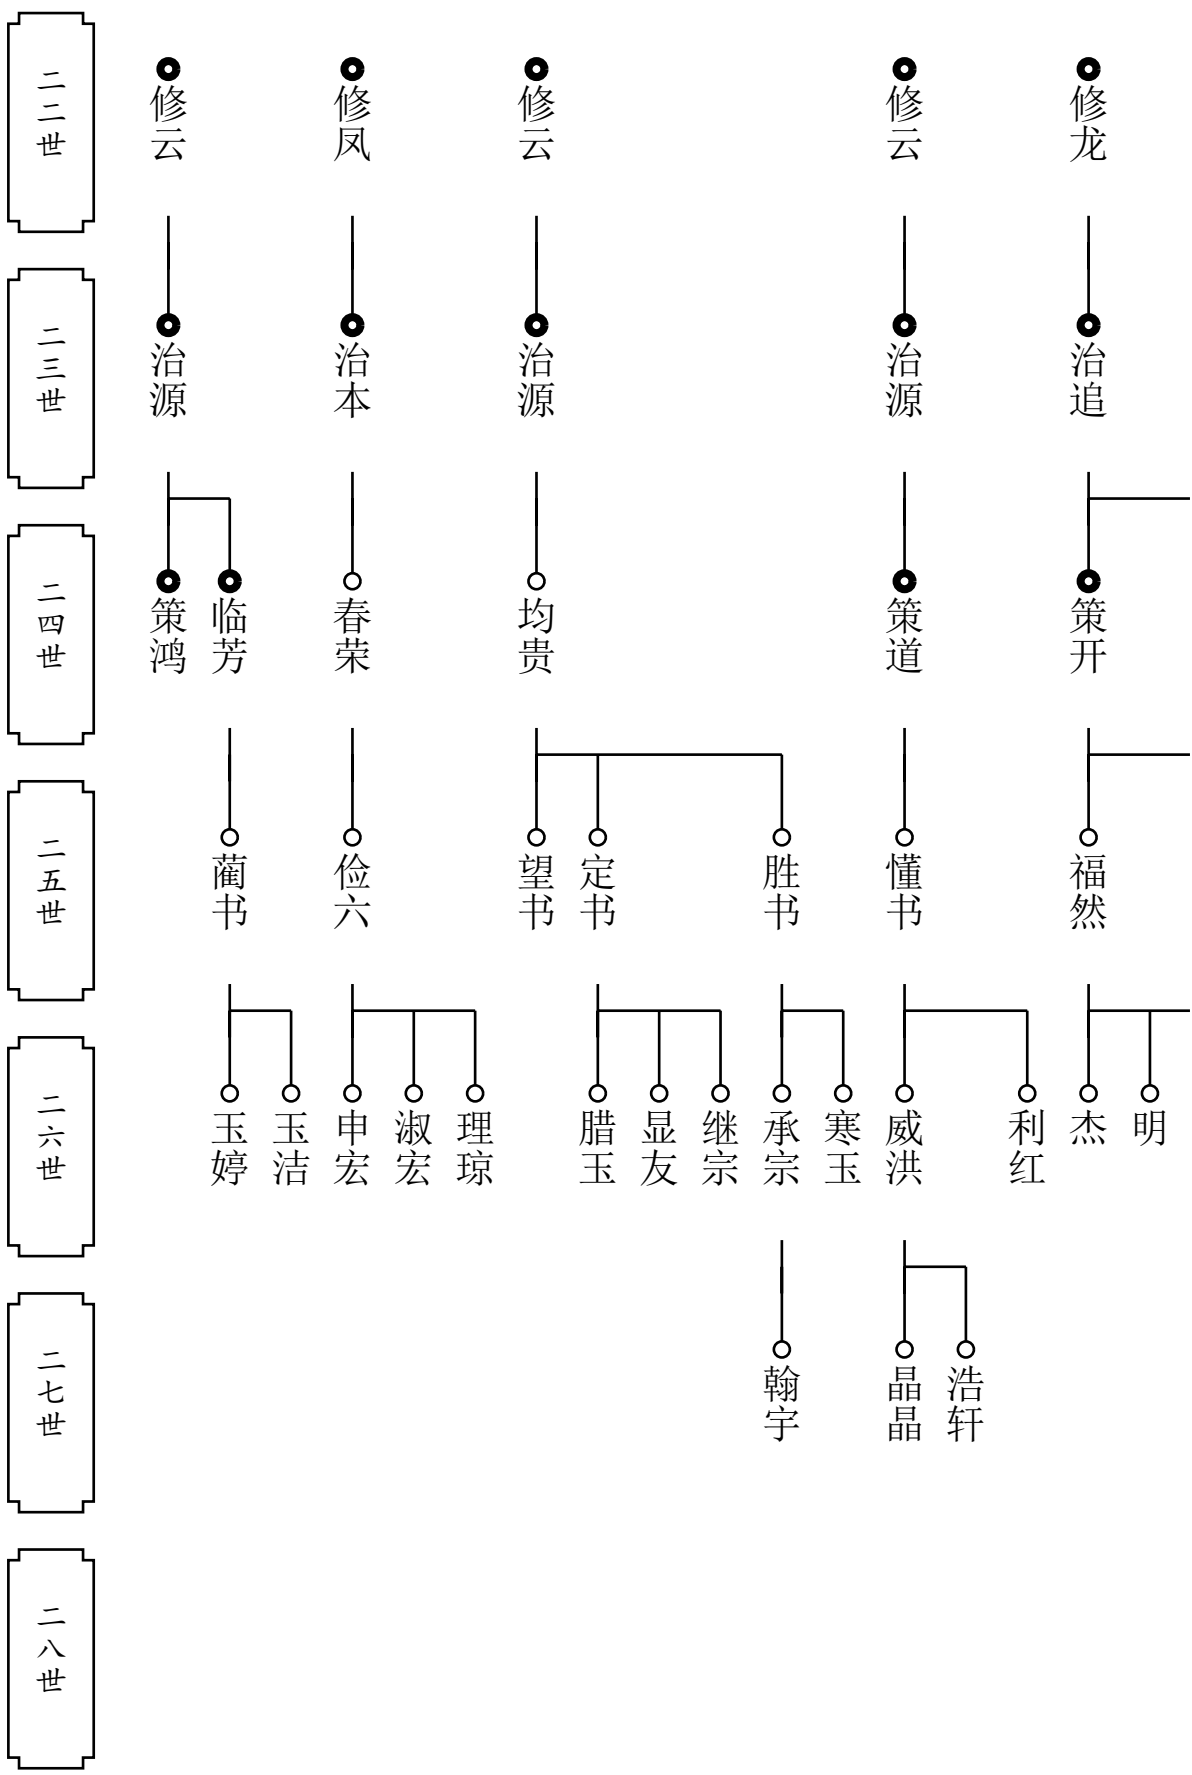 二二世
修云
修凤
修云
修云
修龙
二三世
治源
治本
治源
治源
治追
二四世
策鸿
临芳
春荣
均贵
策道
策开
二五世
蔺书
俭六
望书
定书
胜书
懂书
福然
二六世
玉婷
玉洁
申宏
淑宏
理琼
腊玉
显友
继宗
承宗
寒玉
威洪
利红
杰
明
二七世
翰宇
晶晶
浩轩
二八世